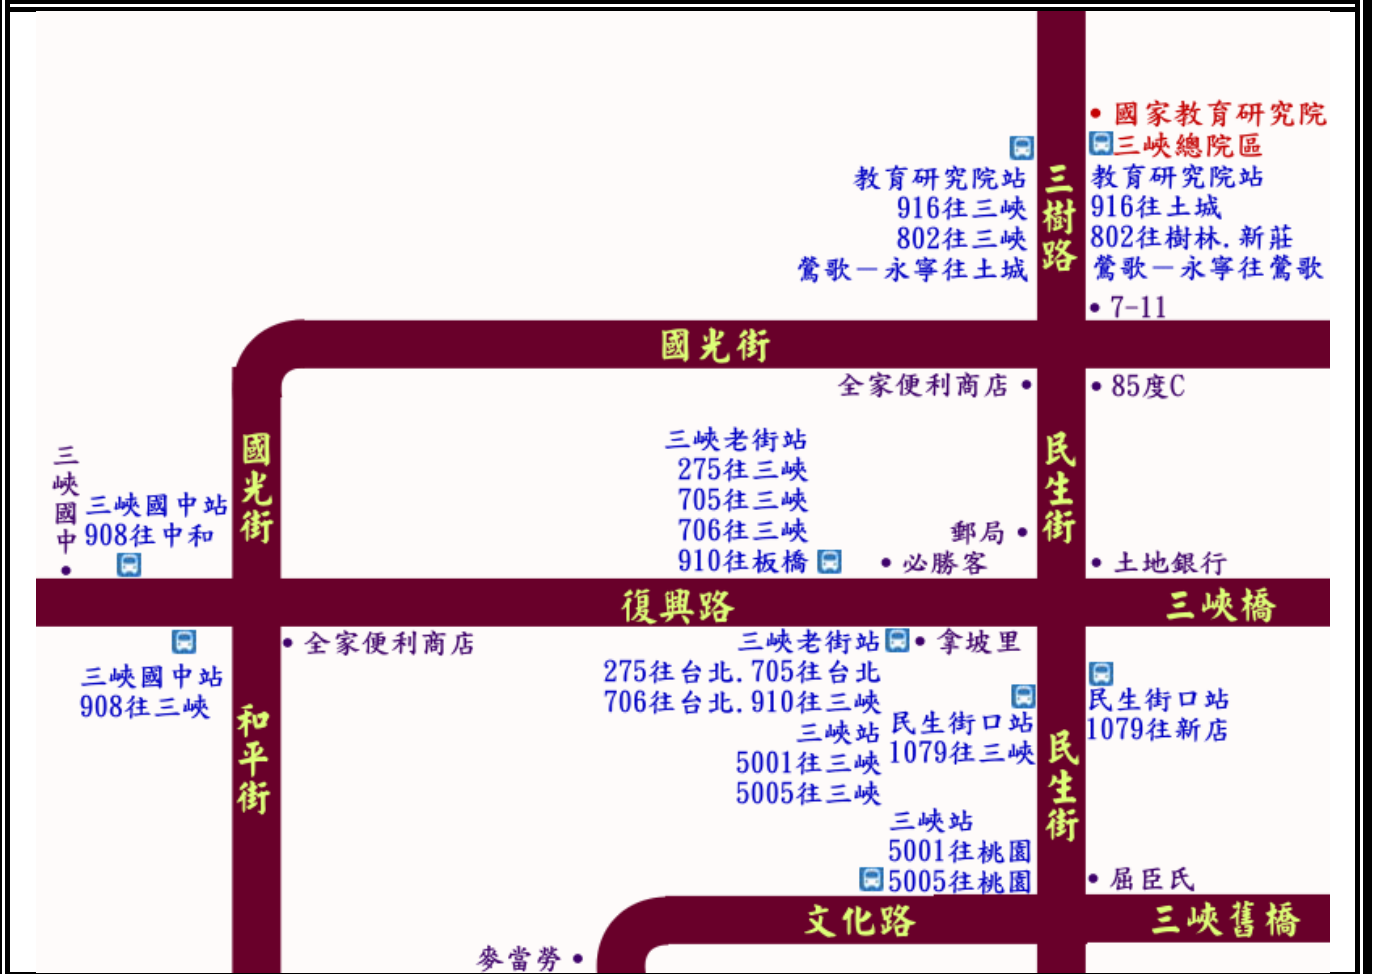 國家教育研究院
三峽總院區
教育研究院站
916往三峽
802往三峽
鶯歌－永寧往土城
三樹路
教育研究院站
916往土城
802往樹林.新莊
鶯歌－永寧往鶯歌
7-11
國光街
全家便利商店
85度C
三峽國中
三峽國中站
908往中和
國光街
三峽老街站
275往三峽
705往三峽
706往三峽
910往板橋
郵局
必勝客
民生街
土地銀行
復興路
三峽橋
三峽國中站
908往三峽
和平街
全家便利商店
三峽老街站
275往台北.705往台北
706往台北.910往三峽
三峽站
5001往三峽
5005往三峽
拿坡里
民生街口站
1079往三峽
民生街
民生街口站
1079往新店
三峽站
5001往桃園
5005往桃園
屈臣氏
文化路
三峽舊橋
麥當勞